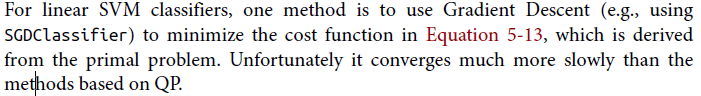 For linear SVM classifiers, one method is to use Gradient Descent (e.g., using
SGDClassifier) to minimize the cost function in Equation 5-13, which is derived
from the primal problem. Unfortunately it converges much more slowly than the
methods based on QP.